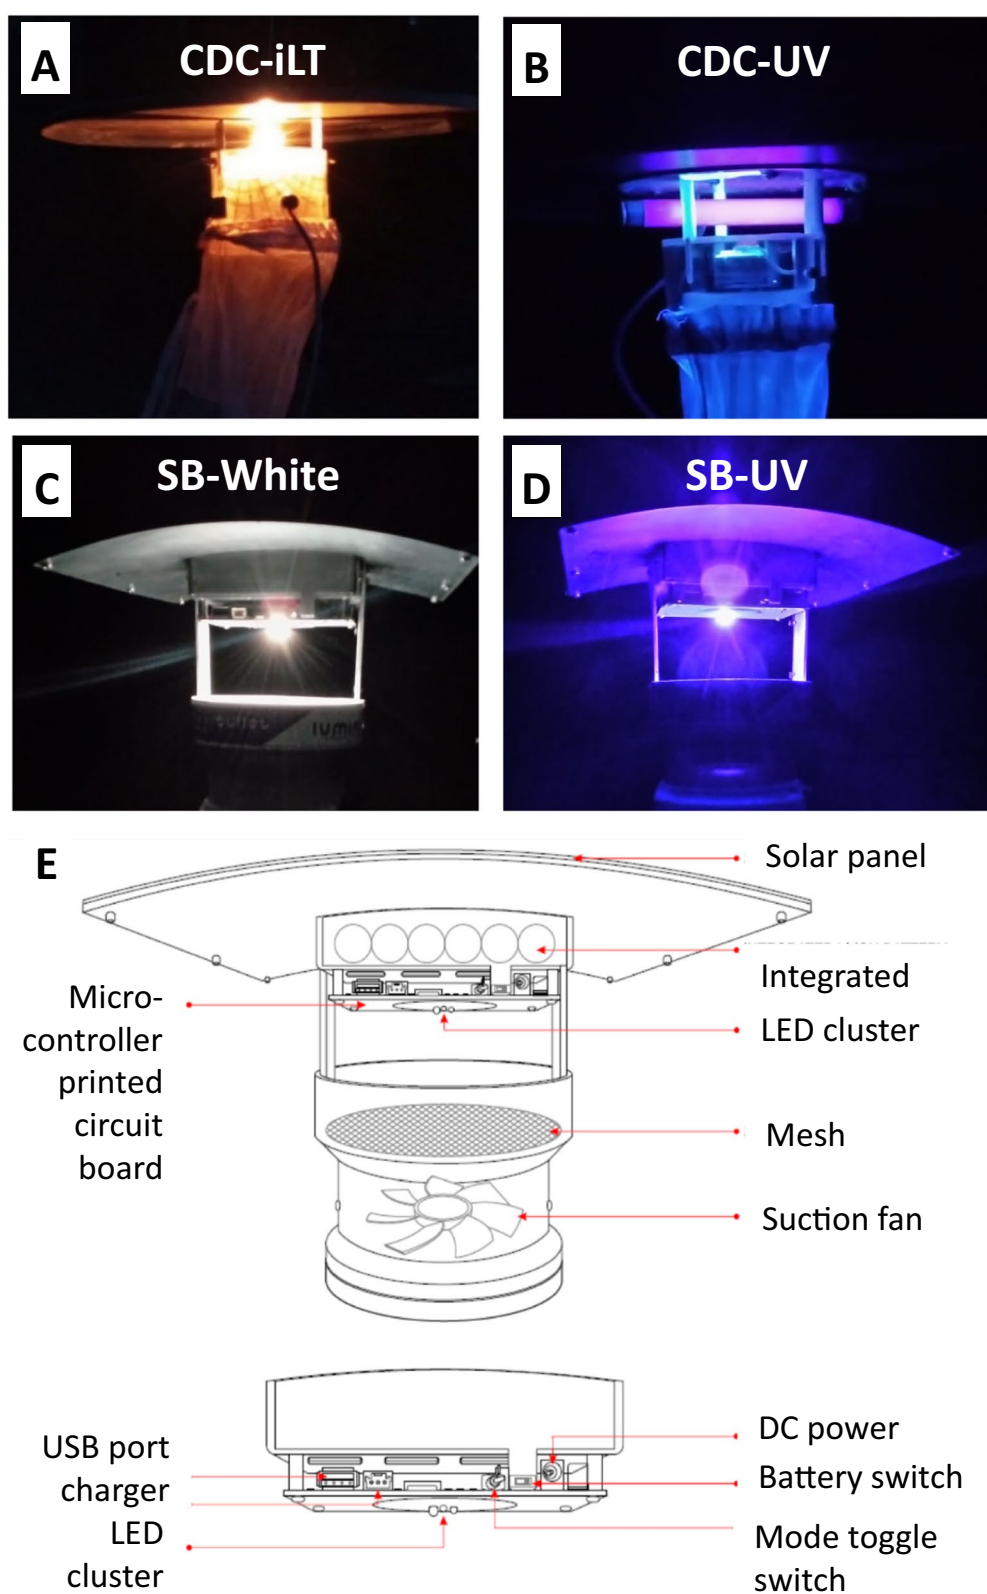 A
CDC-iLT
B
CDC-UV
C
SB-White
D
SB-UV
E
Solar panel
Integrated
LED cluster
Micro-
controller
printed
circuit
board
Mesh
Suction fan
USB port
charger
LED
cluster
DC power
Battery switch
Mode toggle
switch